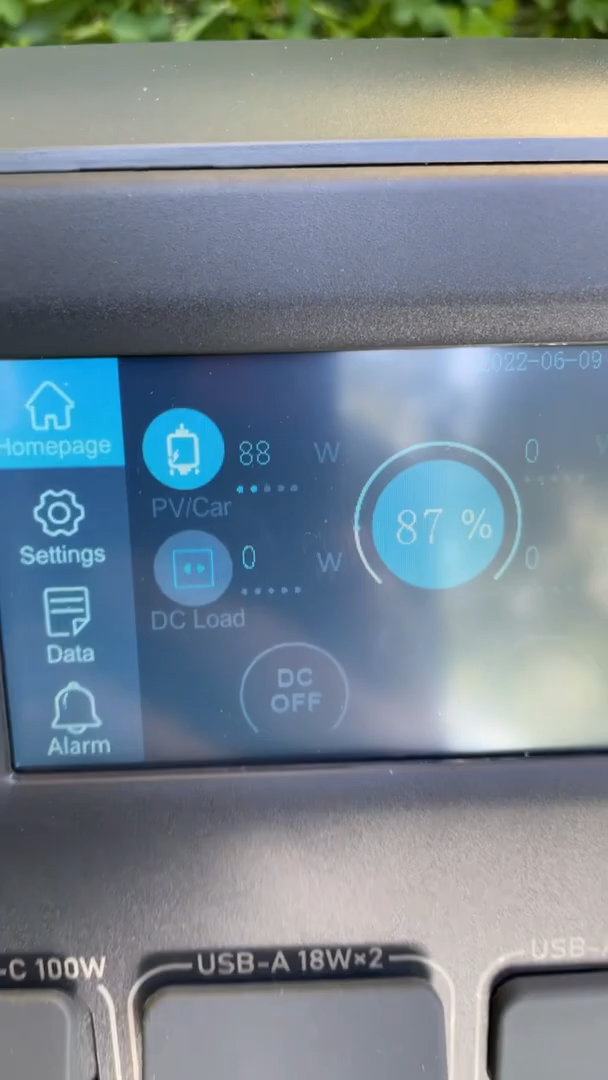 2022-06-09
Homepage
88 W
0
PV/Car
87 %
Settings
0 W
0
DC Load
Data
DC
OFF
Alarm
-C 100W
USB-A 18W×2
USB-